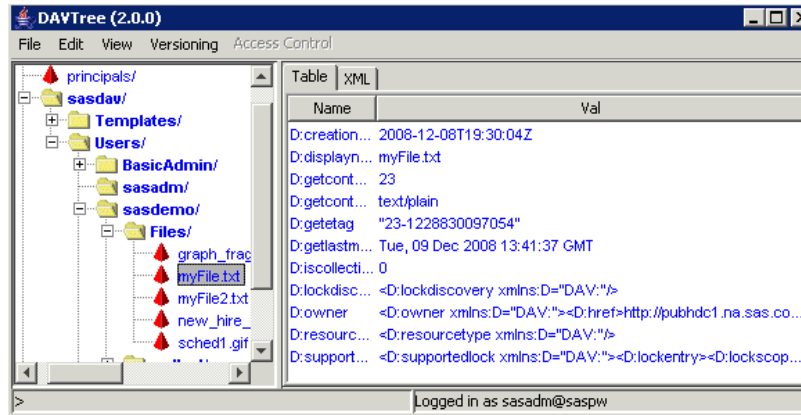 DAVTree (2.0.0)
File Edit View Versioning Access Control
principals/
sasdav/
Templates/
Users/
BasicAdmin/
sasadm/
sasdemo/
Files/
graph_frag
myFile.txt
myFile2.txt
new_hire_
sched1.gif
Table XML
Name Val
D:creation... 2008-12-08T19:30:04Z
D:displayn... myFile.txt
D:getcont... 23
D:getcont... text/plain
D:getetag "23-1228830097054"
D:getlastm... Tue, 09 Dec 2008 13:41:37 GMT
D:iscollecti... 0
D:lockdisc... <D:lockdiscovery xmlns:D="DAV:"/>
D:owner <D:owner xmlns:D="DAV:"><D:href>http://pubhdc1.na.sas.co...
D:resourc... <D:resourcetype xmlns:D="DAV:"/>
D:support... <D:supportedlock xmlns:D="DAV:"><D:lockentry><D:lockscop...
> Logged in as sasadm@saspw